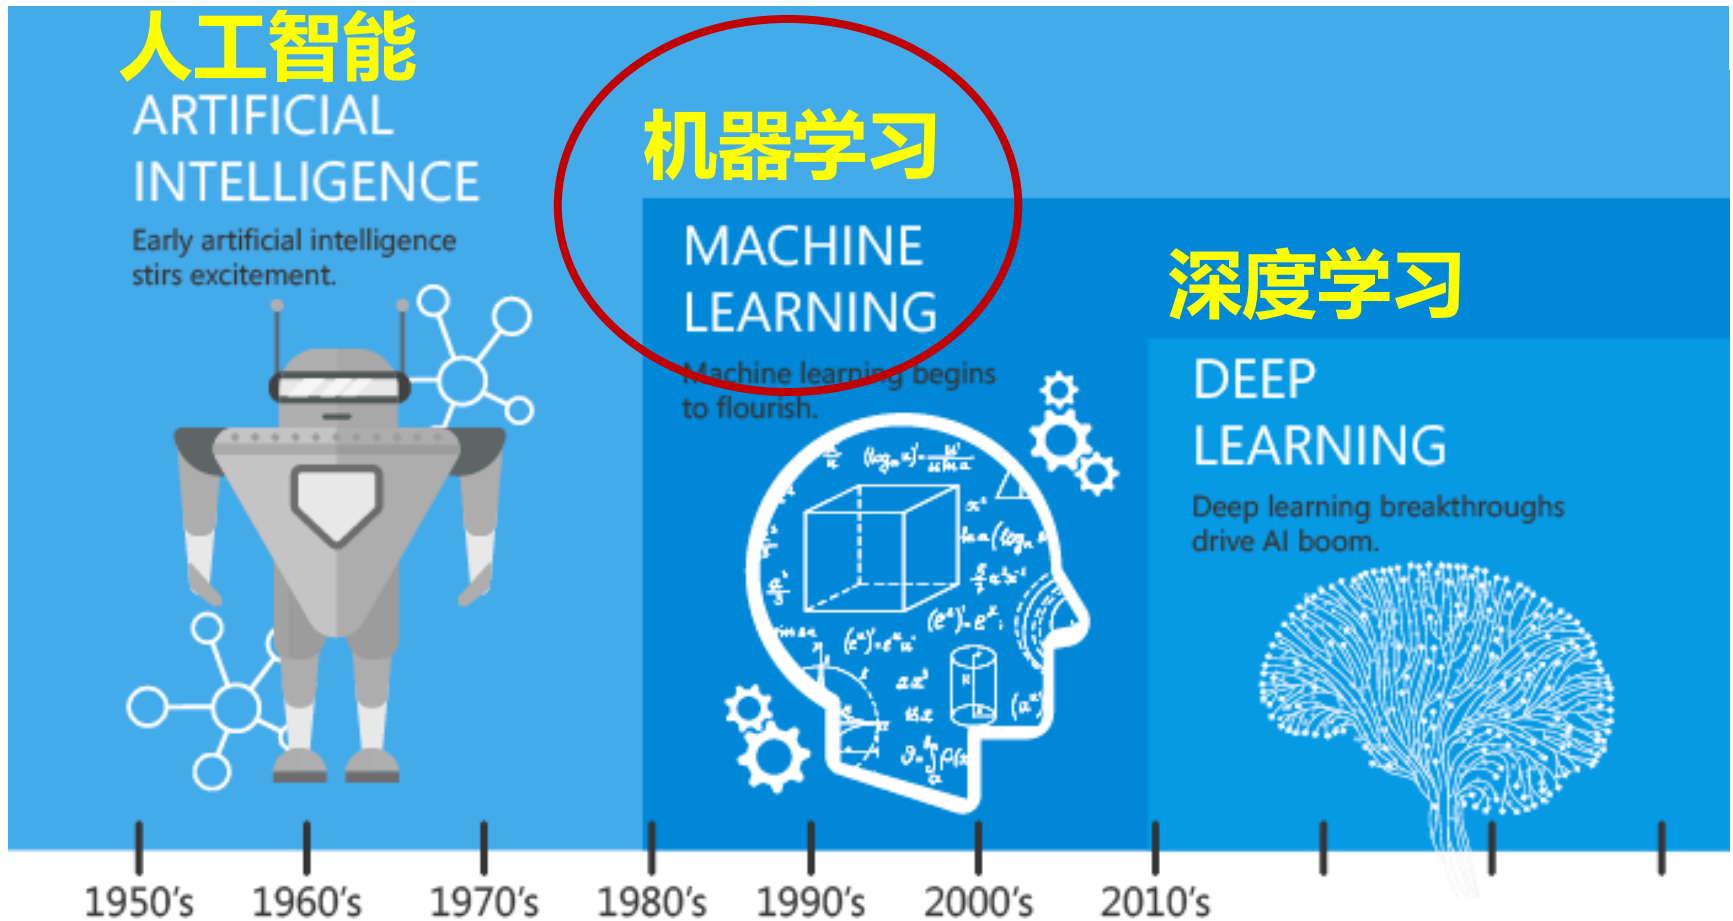 人工智能
ARTIFICIAL
INTELLIGENCE
Early artificial intelligence
stirs excitement.
机器学习
MACHINE
LEARNING
Machine learning begins
to flourish.
深度学习
DEEP
LEARNING
Deep learning breakthroughs
drive AI boom.
1950's 1960's 1970's 1980's 1990's 2000's 2010's